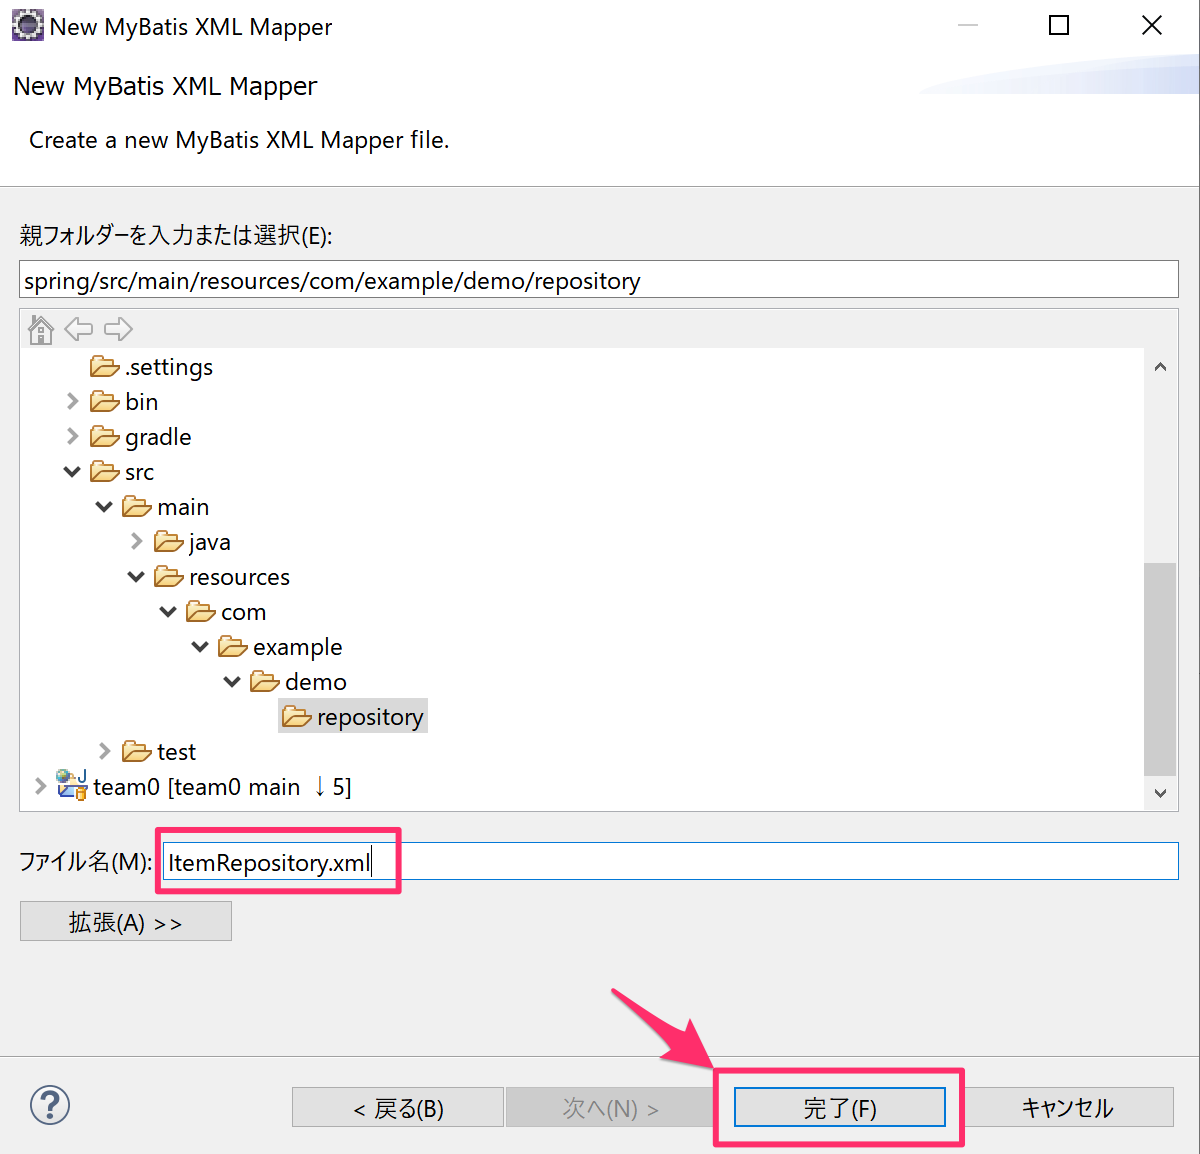 New MyBatis XML Mapper
New MyBatis XML Mapper
Create a new MyBatis XML Mapper file.
親フォルダーを入力または選択(E):
spring/src/main/resources/com/example/demo/repository
.settings
bin
gradle
src
main
java
resources
com
example
demo
repository
test
team0 [team0 main ↓5]
ファイル名(M): ItemRepository.xml
拡張(A) >>
? < 戻る(B) 次へ(N) > 完了(F) キャンセル